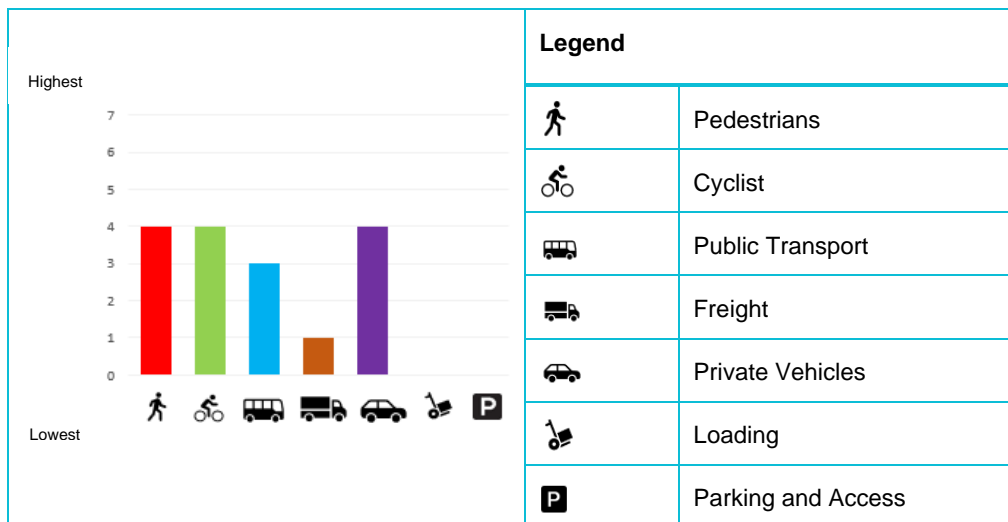 Highest
7
6
5
4
3
2
1
0
P
Lowest
Legend
Pedestrians
Cyclist
Public Transport
Freight
Private Vehicles
Loading
P Parking and Access